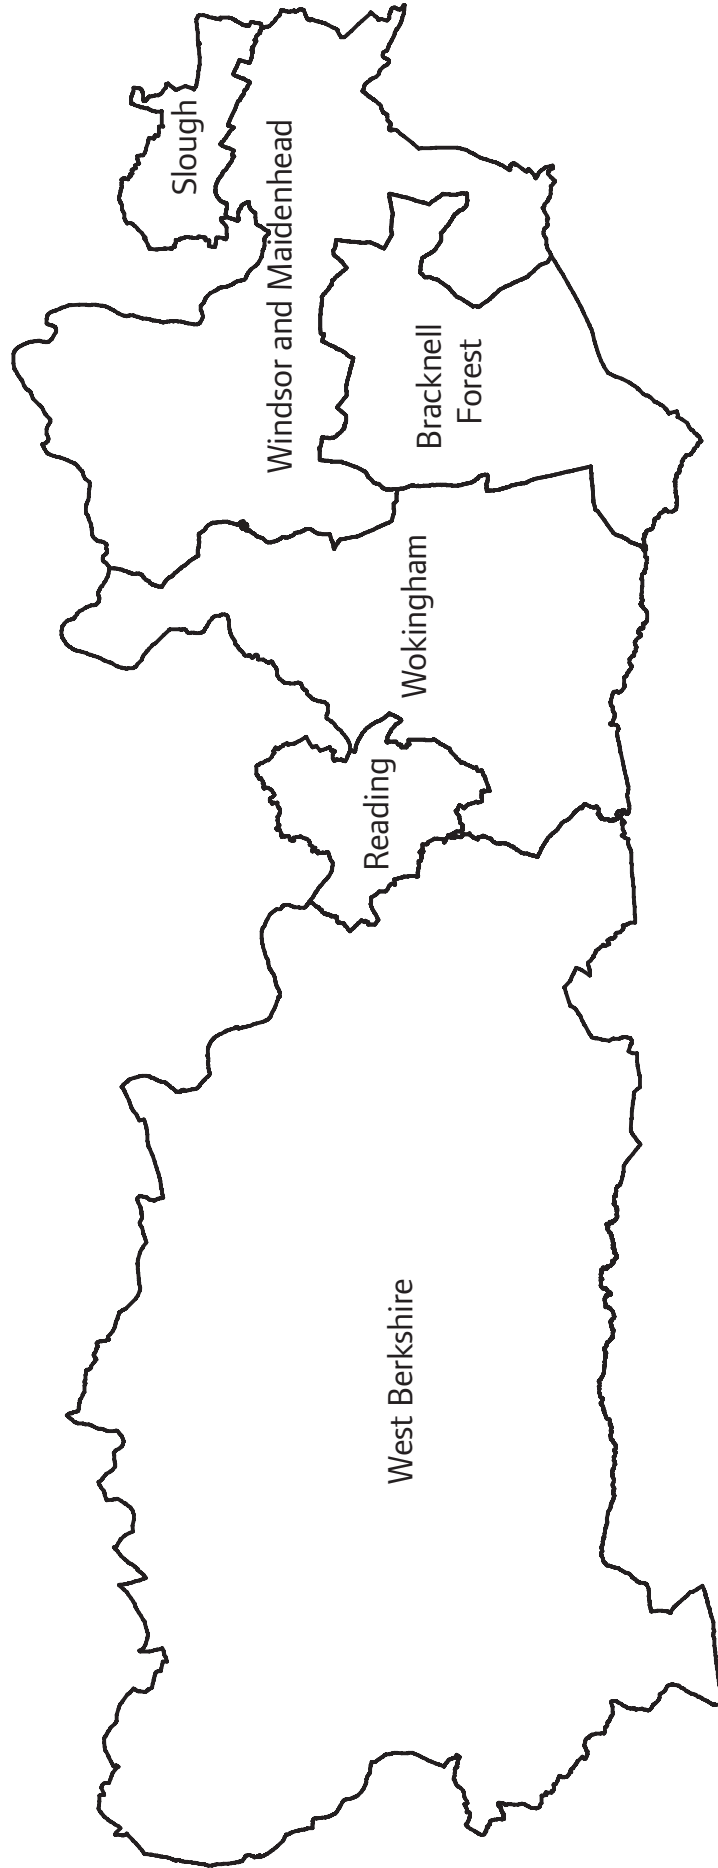 Slough
Windsor and Maidenhead
Bracknell
Forest
Wokingham
Reading
West Berkshire